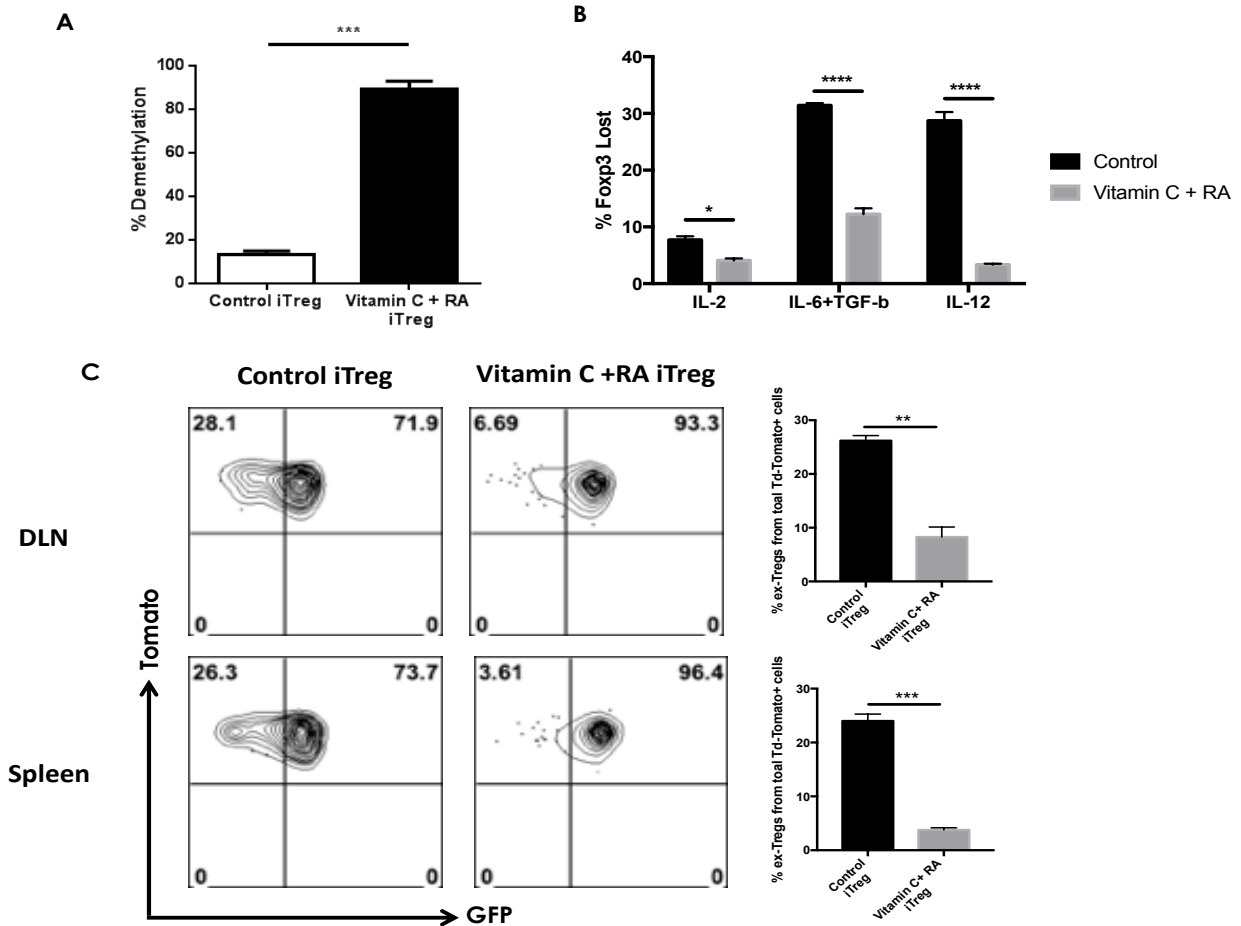 A
***
% Demethylation
100
80
60
40
20
0
Control iTreg
Vitamin C + RA
iTreg
B
% Foxp3 Lost
40
30
20
10
0
*
****
****
IL-2
IL-6+TGF-b
IL-12
Control
Vitamin C + RA
C
Control iTreg
Vitamin C +RA iTreg
DLN
28.1
71.9
0
0
6.69
93.3
0
0
% ex-Tregs from toal Td-Tomato+ cells
30
20
10
0
**
Control
iTreg
Vitamin C+ RA
iTreg
Spleen
Tomato
26.3
73.7
0
0
3.61
96.4
0
0
GFP
% ex-Tregs from toal Td-Tomato+ cells
30
20
10
0
***
Control
iTreg
Vitamin C+ RA
iTreg